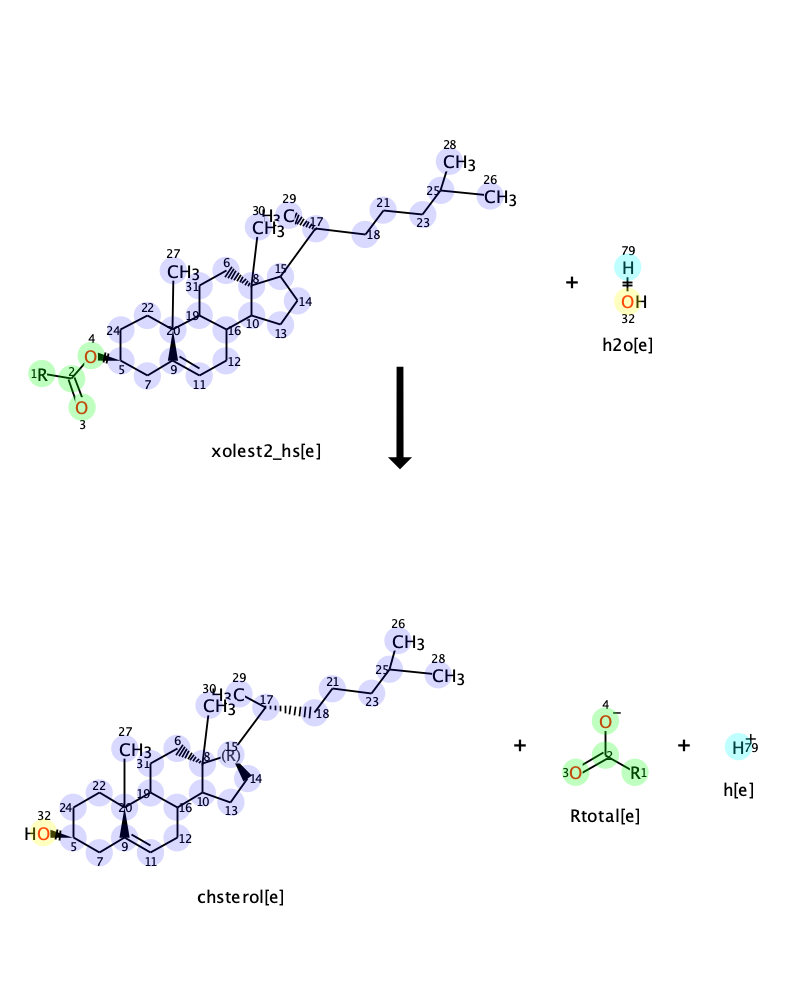 28
CH3
26
CH3
25
29
H3C
30
CH3
17
21
23
18
27
CH3
6
31
8
15
14
22
19
24
20
16
10
13
4
O
5
7
9
11
12
1R
2
O
3
xolest2_hs[e]
+
79
H
OH
32
h2o[e]
26
CH3
28
CH3
25
29
H3C
30
CH3
17
21
23
18
27
CH3
6
31
8
15
(R)
14
22
19
24
20
16
10
13
32
HO
5
7
9
11
12
chsterol[e]
+
4
O−
2
3O
R1
Rtotal[e]
+
H+
79
h[e]